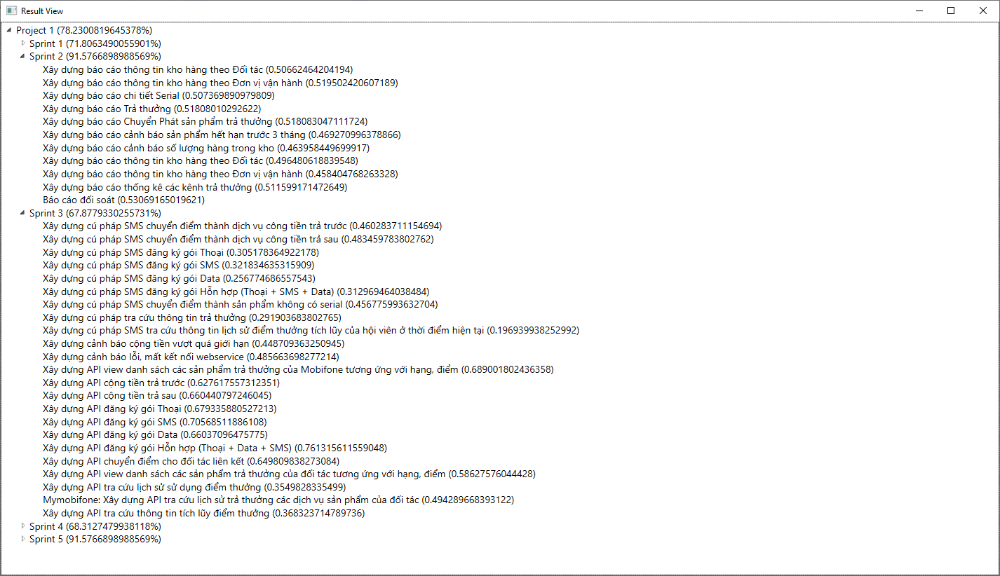 Result View
Project 1 (78.2300819645378%)
Sprint 1 (71.8063490055901%)
Sprint 2 (91.5766898988569%)
Xây dựng báo cáo thông tin kho hàng theo Đối tác (0.50662464204194)
Xây dựng báo cáo thông tin kho hàng theo Đơn vị vận hành (0.519502420607189)
Xây dựng báo cáo chi tiết Serial (0.507369890979809)
Xây dựng báo cáo Trả thưởng (0.51808010292622)
Xây dựng báo cáo Chuyển Phát sản phẩm trả thưởng (0.518083047111724)
Xây dựng báo cáo cảnh báo sản phẩm hết hạn trước 3 tháng (0.469270996378866)
Xây dựng báo cáo cảnh báo số lượng hàng trong kho (0.463958449699917)
Xây dựng báo cáo thông tin kho hàng theo Đối tác (0.496480618839548)
Xây dựng báo cáo thông tin kho hàng theo Đơn vị vận hành (0.458404768263328)
Xây dựng báo cáo thống kê các kênh trả thưởng (0.511599171472649)
Báo cáo đối soát (0.53069165019621)
Sprint 3 (67.8779330255731%)
Xây dựng cú pháp SMS chuyển điểm thành dịch vụ công tiền trả trước (0.460283711154694)
Xây dựng cú pháp SMS chuyển điểm thành dịch vụ công tiền trả sau (0.483459783802762)
Xây dựng cú pháp SMS đăng ký gói Thoại (0.305178364922178)
Xây dựng cú pháp SMS đăng ký gói SMS (0.321834635315909)
Xây dựng cú pháp SMS đăng ký gói Data (0.256774686557543)
Xây dựng cú pháp SMS đăng ký gói Hỗn hợp (Thoại + SMS + Data) (0.312969464038484)
Xây dựng cú pháp SMS chuyển điểm thành sản phẩm không có serial (0.456775993632704)
Xây dựng cú pháp tra cứu thông tin trả thưởng (0.291903683802765)
Xây dựng cú pháp SMS tra cứu thông tin lịch sử điểm thưởng tích lũy của hội viên ở thời điểm hiện tại (0.196939938252992)
Xây dựng cảnh báo cộng tiền vượt quá giới hạn (0.448709363250945)
Xây dựng cảnh báo lỗi, mất kết nối webservice (0.485663698277214)
Xây dựng API view danh sách các sản phẩm trả thưởng của Mobifone tương ứng với hạng, điểm (0.689001802436358)
Xây dựng API cộng tiền trả trước (0.627617557312351)
Xây dựng API cộng tiền trả sau (0.660440797246045)
Xây dựng API đăng ký gói Thoại (0.679335880527213)
Xây dựng API đăng ký gói SMS (0.70568511886108)
Xây dựng API đăng ký gói Data (0.66037096475775)
Xây dựng API đăng ký gói Hỗn hợp (Thoại + Data + SMS) (0.761315611559048)
Xây dựng API chuyển điểm cho đối tác liên kết (0.649809838273084)
Xây dựng API view danh sách các sản phẩm trả thưởng của đối tác tương ứng với hạng, điểm (0.58627576044428)
Xây dựng API tra cứu lịch sử sử dụng điểm thưởng (0.3549828335499)
Mymobifone: Xây dựng API tra cứu lịch sử trả thưởng các dịch vụ sản phẩm của đối tác (0.494289668393122)
Xây dựng API tra cứu thông tin tích lũy điểm thưởng (0.368323714789736)
Sprint 4 (68.3127479938118%)
Sprint 5 (91.5766898988569%)